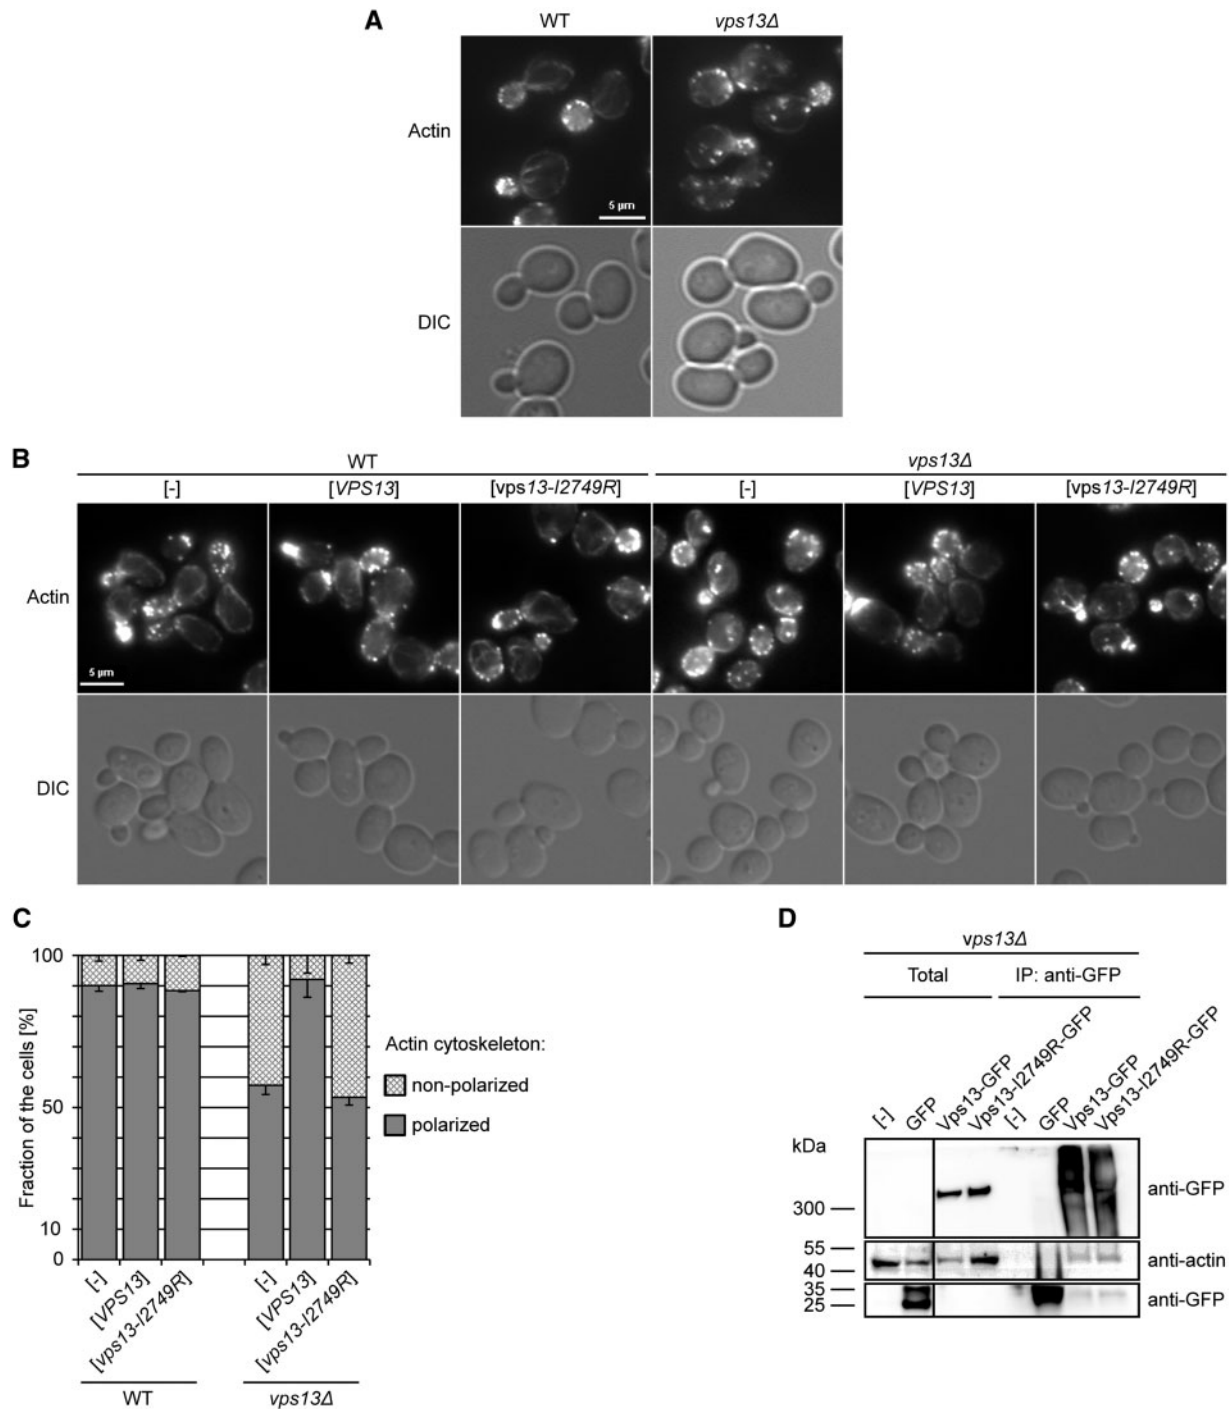 A
WT vps13Δ
Actin
5 µm
DIC
B
WT vps13Δ
[-] [VPS13] [vps13-I2749R] [-] [VPS13] [vps13-I2749R]
Actin
5 µm
DIC
C
100
50
10
0
Fraction of the cells [%]
Actin cytoskeleton:
non-polarized
polarized
[-] [VPS13] [vps13-I2749R] [-] [VPS13] [vps13-I2749R]
WT vps13Δ
D
vps13Δ
Total IP: anti-GFP
[-] GFP Vps13-GFP Vps13-I2749R-GFP [-] GFP Vps13-GFP Vps13-I2749R-GFP
kDa
300 anti-GFP
55
40 anti-actin
35
25 anti-GFP